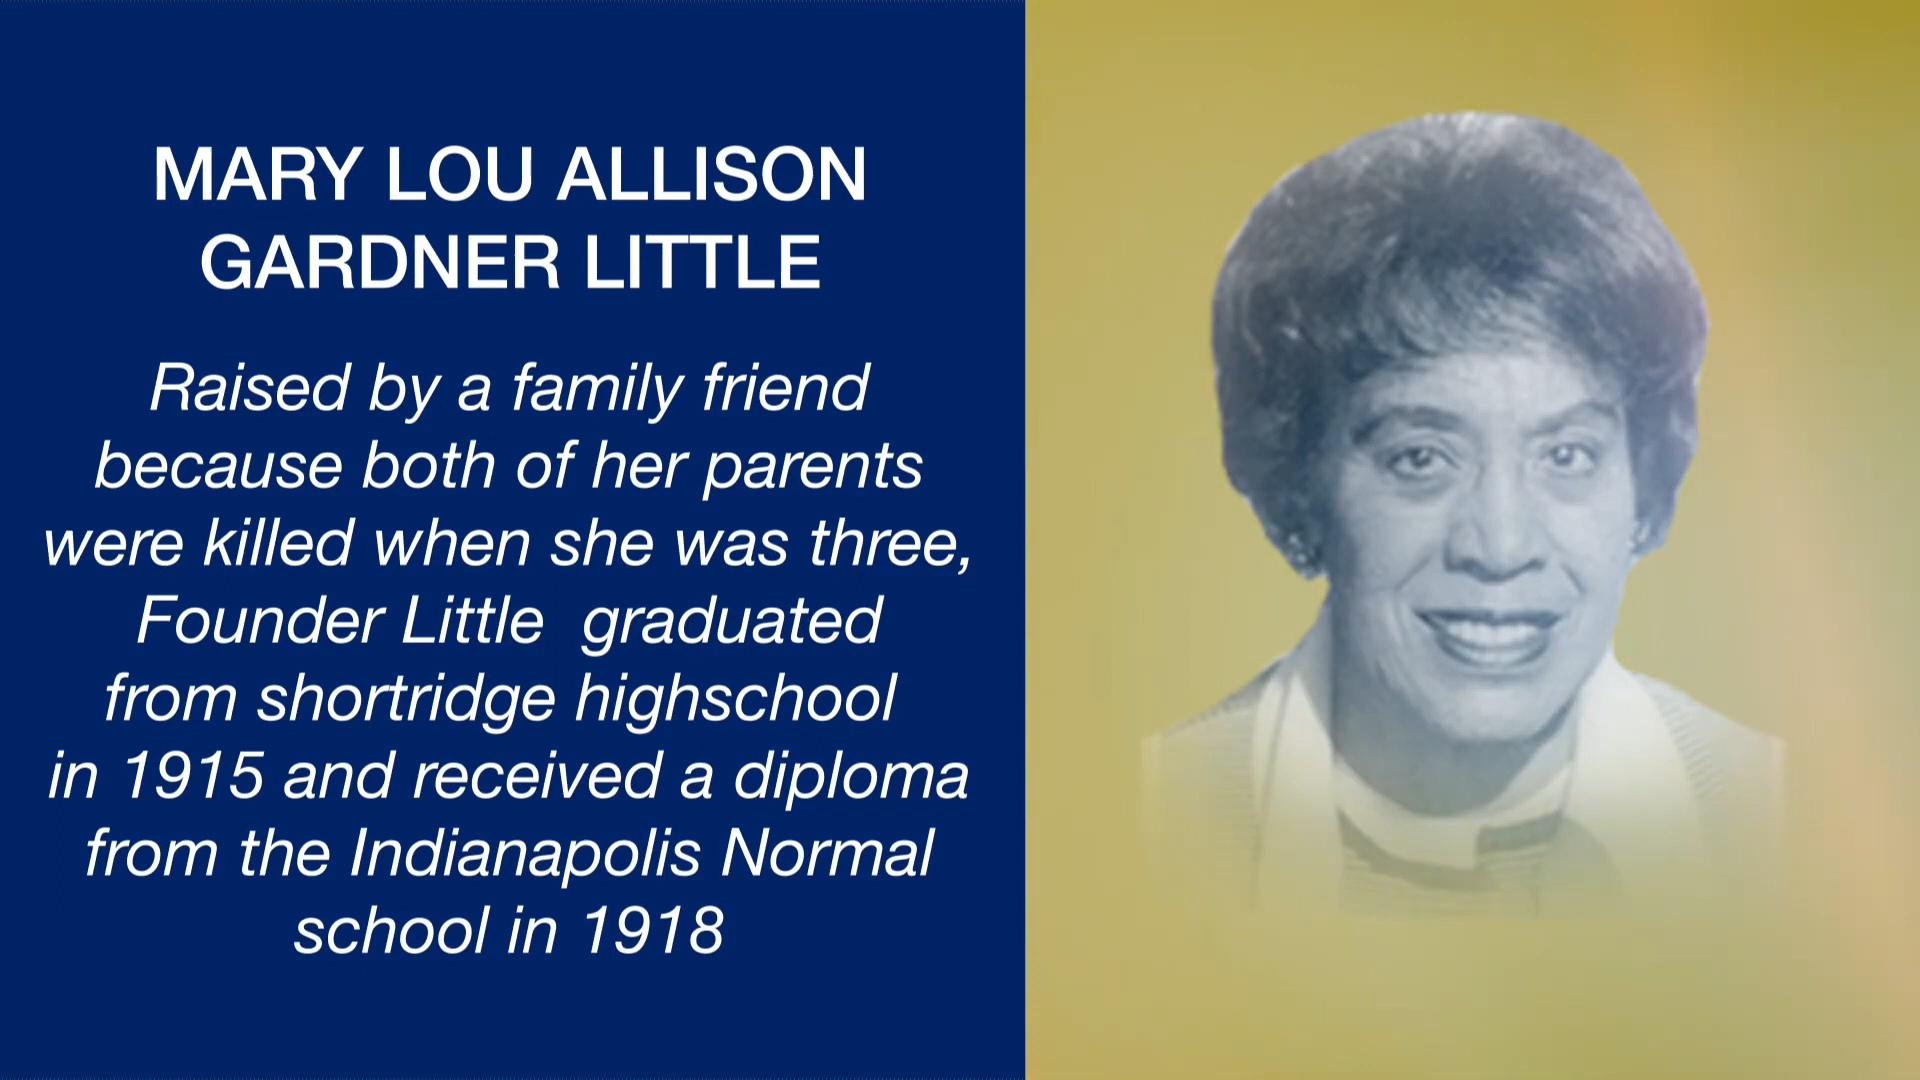 MARY LOU ALLISON
GARDNER LITTLE
Raised by a family friend
because both of her parents
were killed when she was three,
Founder Little  graduated
from shortridge highschool
in 1915 and received a diploma
from the Indianapolis Normal
school in 1918